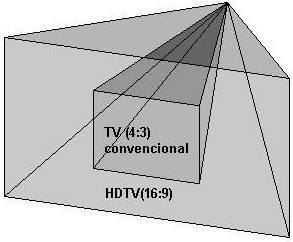 TV (4:3)
convencional
HDTV(16:9)